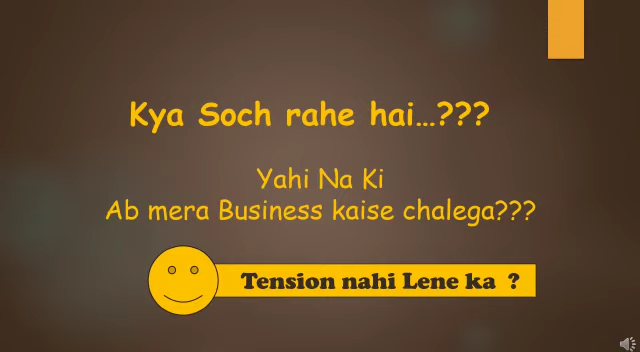 Kya Soch rahe hai...???
Yahi Na Ki
Ab mera Business kaise chalega???
Tension nahi Lene ka ?